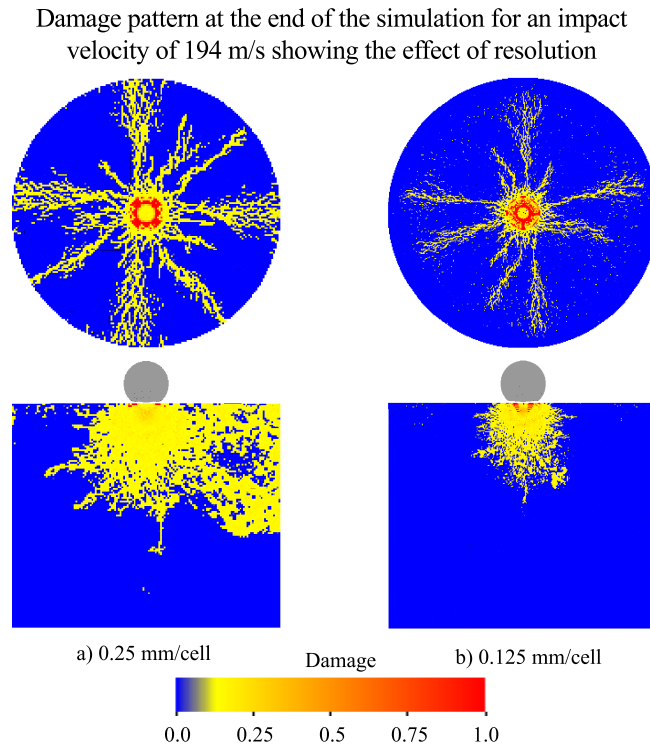 Damage pattern at the end of the simulation for an impact
velocity of 194 m/s showing the effect of resolution
a) 0.25 mm/cell
b) 0.125 mm/cell
Damage
0.0 0.25 0.5 0.75 1.0